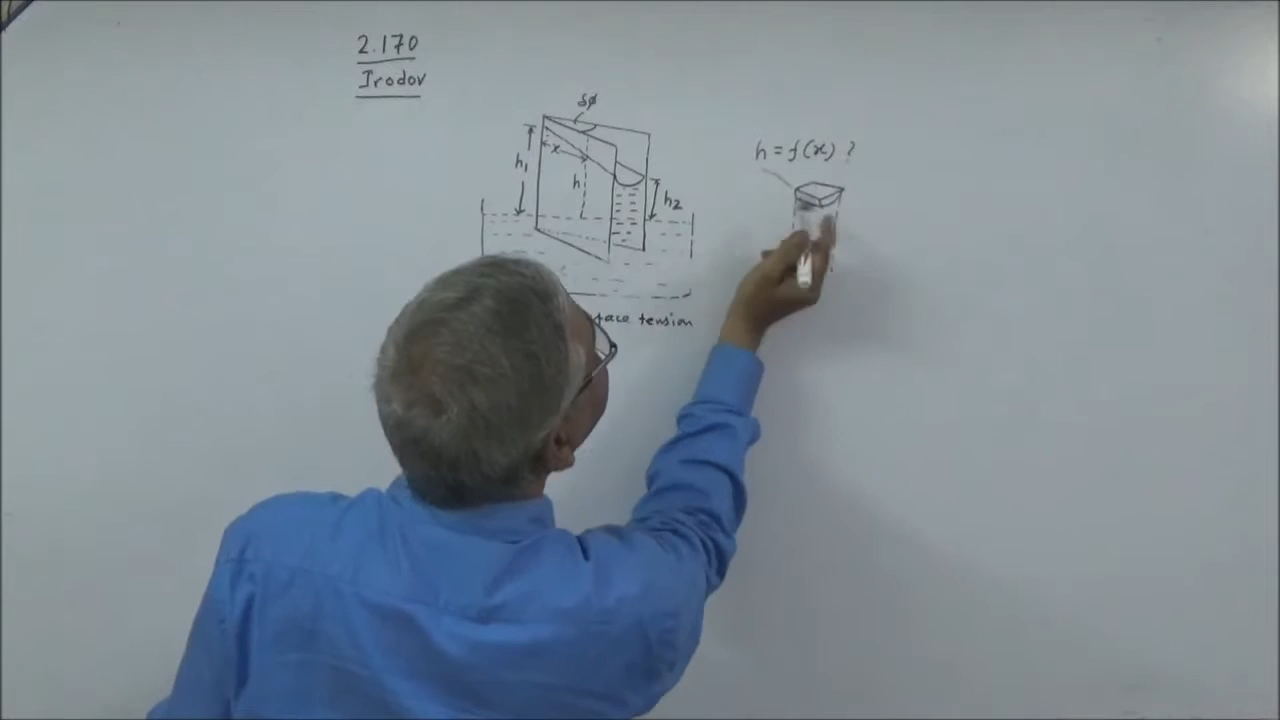 2.170
Irodov
δφ
h = f(x) ?
x
h₁
h
h₂
tension